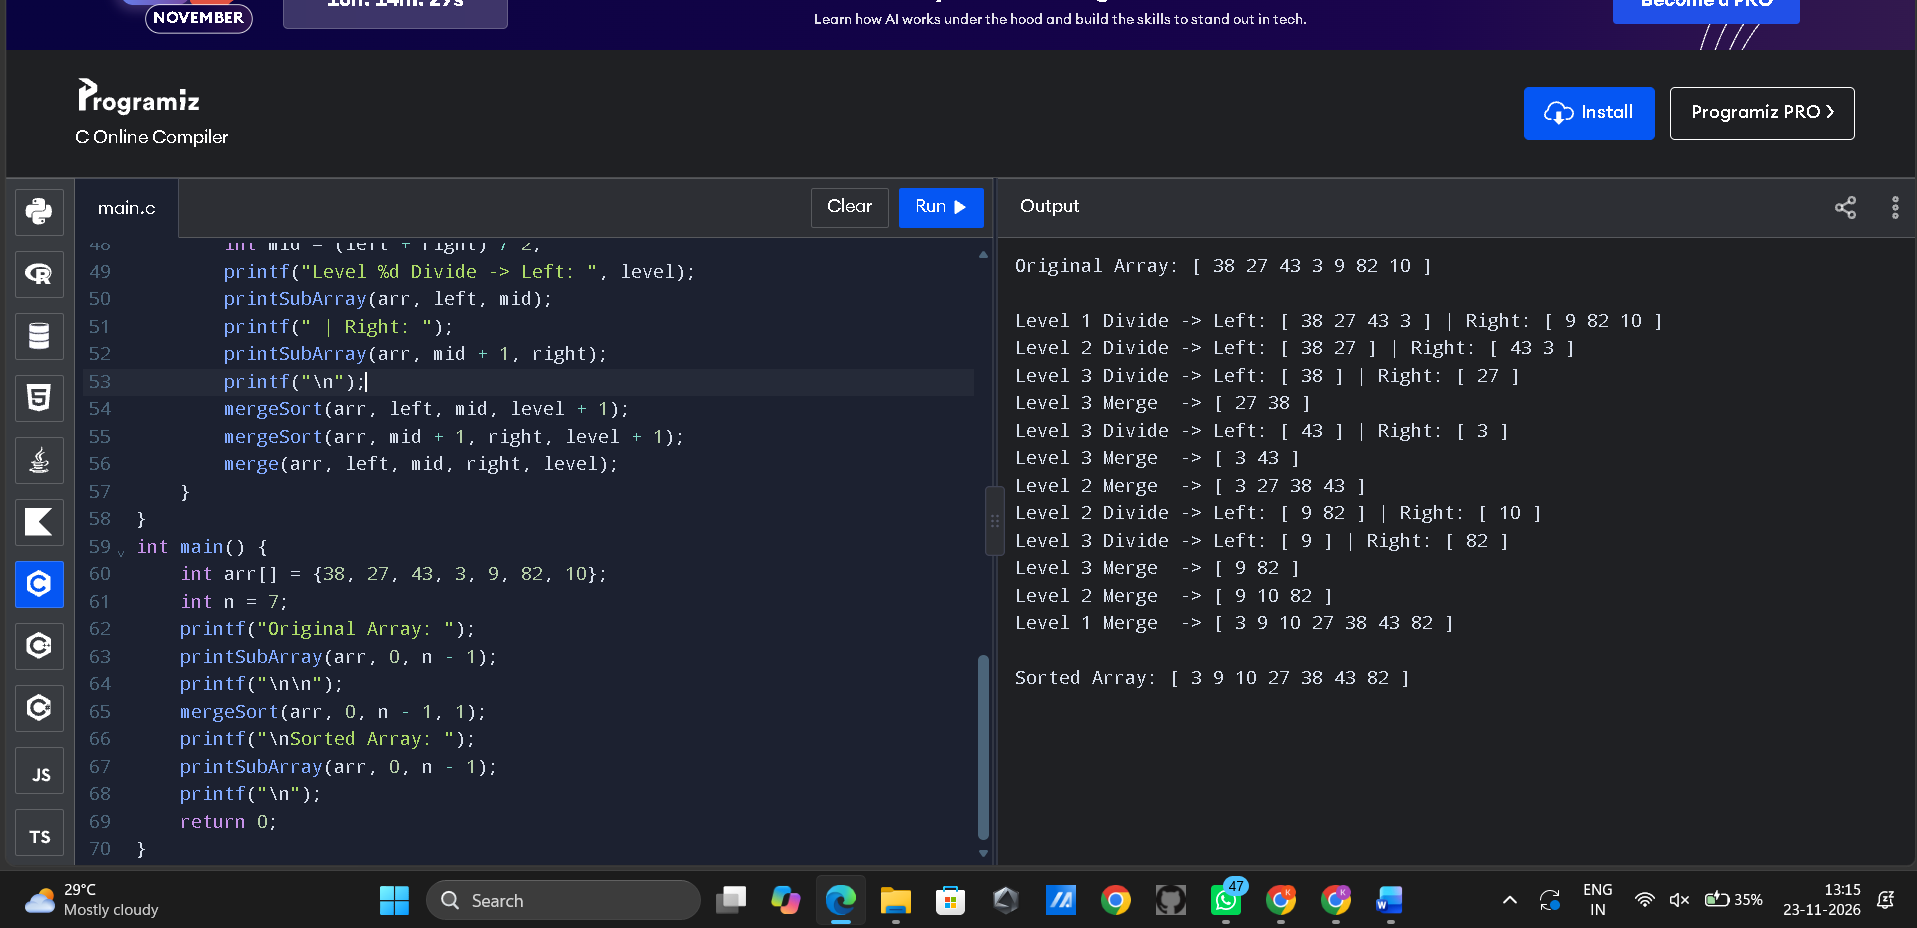 NOVEMBER
Learn how AI works under the hood and build the skills to stand out in tech.
Become a PRO
Programiz
C Online Compiler
Install
Programiz PRO >
main.c
Clear
Run
Output
48 int mid = (left + right) / 2;
49 printf("Level %d Divide -> Left: ", level);
50 printSubArray(arr, left, mid);
51 printf(" | Right: ");
52 printSubArray(arr, mid + 1, right);
53 printf("\n");
54 mergeSort(arr, left, mid, level + 1);
55 mergeSort(arr, mid + 1, right, level + 1);
56 merge(arr, left, mid, right, level);
57 }
58 }
59 int main() {
60 int arr[] = {38, 27, 43, 3, 9, 82, 10};
61 int n = 7;
62 printf("Original Array: ");
63 printSubArray(arr, 0, n - 1);
64 printf("\n\n");
65 mergeSort(arr, 0, n - 1, 1);
66 printf("\nSorted Array: ");
67 printSubArray(arr, 0, n - 1);
68 printf("\n");
69 return 0;
70 }
Original Array: [ 38 27 43 3 9 82 10 ]
Level 1 Divide -> Left: [ 38 27 43 3 ] | Right: [ 9 82 10 ]
Level 2 Divide -> Left: [ 38 27 ] | Right: [ 43 3 ]
Level 3 Divide -> Left: [ 38 ] | Right: [ 27 ]
Level 3 Merge  -> [ 27 38 ]
Level 3 Divide -> Left: [ 43 ] | Right: [ 3 ]
Level 3 Merge  -> [ 3 43 ]
Level 2 Merge  -> [ 3 27 38 43 ]
Level 2 Divide -> Left: [ 9 82 ] | Right: [ 10 ]
Level 3 Divide -> Left: [ 9 ] | Right: [ 82 ]
Level 3 Merge  -> [ 9 82 ]
Level 2 Merge  -> [ 9 10 82 ]
Level 1 Merge  -> [ 3 9 10 27 38 43 82 ]
Sorted Array: [ 3 9 10 27 38 43 82 ]
JS
TS
29°C
Mostly cloudy
Search
47
ENG
IN
35%
13:15
23-11-2026